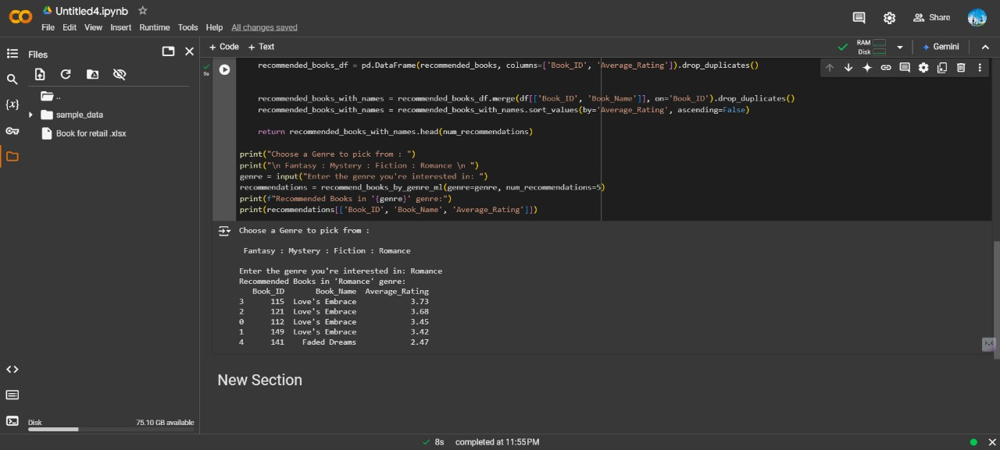 Untitled4.ipynb
File Edit View Insert Runtime Tools Help All changes saved
Share
Files
+ Code + Text
RAM
Disk
Gemini
..
sample_data
Book for retail .xlsx
{x}
9s
recommended_books_df = pd.DataFrame(recommended_books, columns=['Book_ID', 'Average_Rating']).drop_duplicates()
recommended_books_with_names = recommended_books_df.merge(df[['Book_ID', 'Book_Name']], on='Book_ID').drop_duplicates()
recommended_books_with_names = recommended_books_with_names.sort_values(by='Average_Rating', ascending=False)
return recommended_books_with_names.head(num_recommendations)
print("Choose a Genre to pick from : ")
print("\n Fantasy : Mystery : Fiction : Romance \n ")
genre = input("Enter the genre you're interested in: ")
recommendations = recommend_books_by_genre_ml(genre=genre, num_recommendations=5)
print(f"Recommended Books in '{genre}' genre:")
print(recommendations[['Book_ID', 'Book_Name', 'Average_Rating']])
Choose a Genre to pick from :
Fantasy : Mystery : Fiction : Romance
Enter the genre you're interested in: Romance
Recommended Books in 'Romance' genre:
Book_ID Book_Name Average_Rating
3 115 Love's Embrace 3.73
2 121 Love's Embrace 3.68
0 112 Love's Embrace 3.45
1 149 Love's Embrace 3.42
4 141 Faded Dreams 2.47
New Section
Disk 75.10 GB available
8s completed at 11:55PM